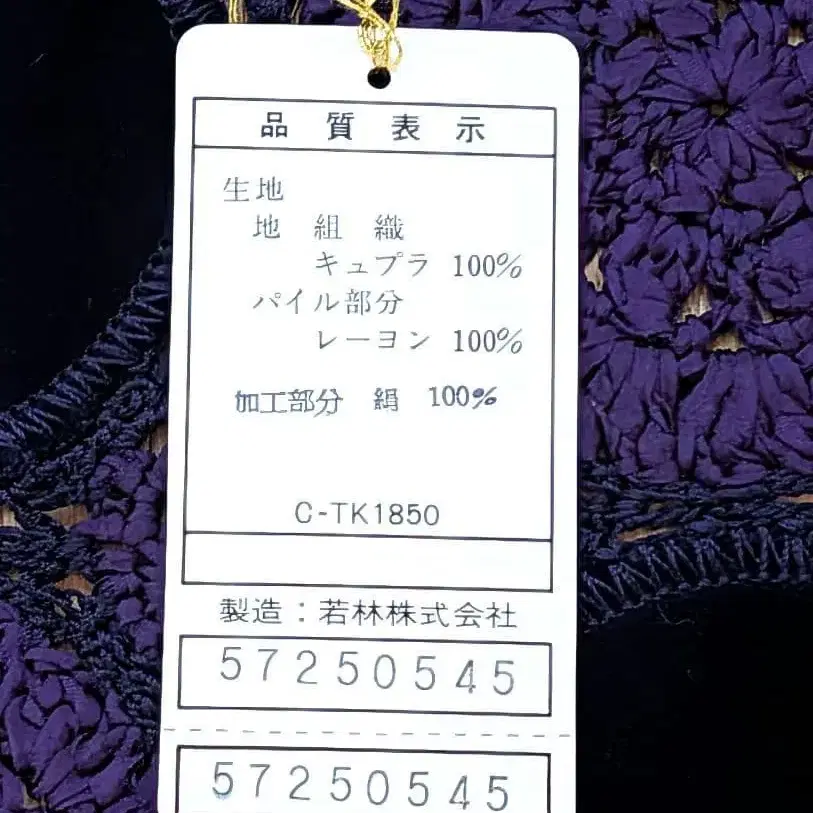 品質表示
生地
地組織
キュプラ 100%
パイル部分
レーヨン 100%
加工部分 絹 100%
C-TK1850
製造：若林株式会社
57250545
57250545